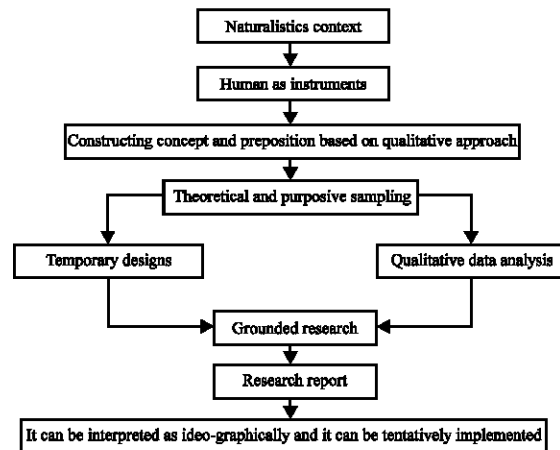 Naturalistics context
Human as instruments
Constructing concept and preposition based on qualitative approach
Theoretical and purposive sampling
Temporary designs
Qualitative data analysis
Grounded research
Research report
It can be interpreted as ideo-graphically and it can be tentatively implemented